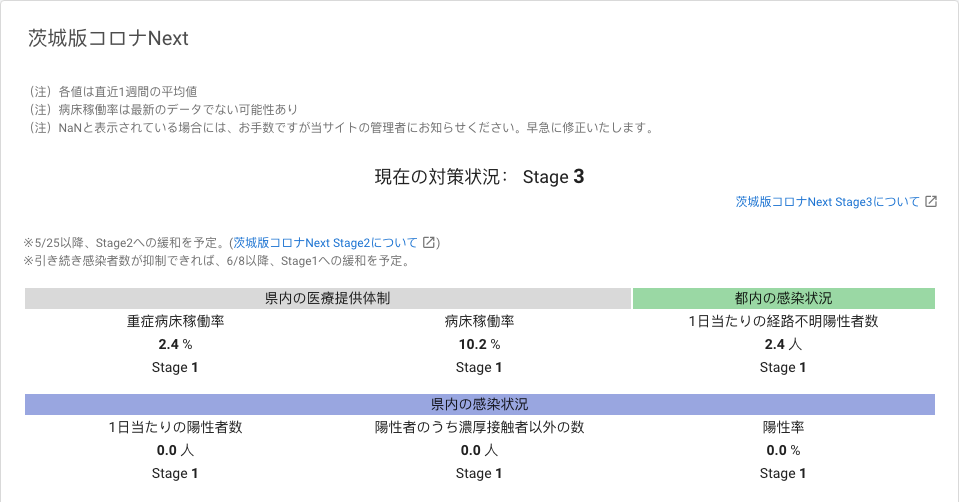 茨城版コロナNext
（注）各値は直近1週間の平均値
（注）病床稼働率は最新のデータでない可能性あり
（注）NaNと表示されている場合には、お手数ですが当サイトの管理者にお知らせください。早急に修正いたします。
現在の対策状況： Stage 3
茨城版コロナNext Stage3について
※5/25以降、Stage2への緩和を予定。(茨城版コロナNext Stage2について)
※引き続き感染者数が抑制できれば、6/8以降、Stage1への緩和を予定。
県内の医療提供体制 都内の感染状況
重症病床稼働率 病床稼働率 1日当たりの経路不明陽性者数
2.4 % 10.2 % 2.4 人
Stage 1 Stage 1 Stage 1
県内の感染状況
1日当たりの陽性者数 陽性者のうち濃厚接触者以外の数 陽性率
0.0 人 0.0 人 0.0 %
Stage 1 Stage 1 Stage 1